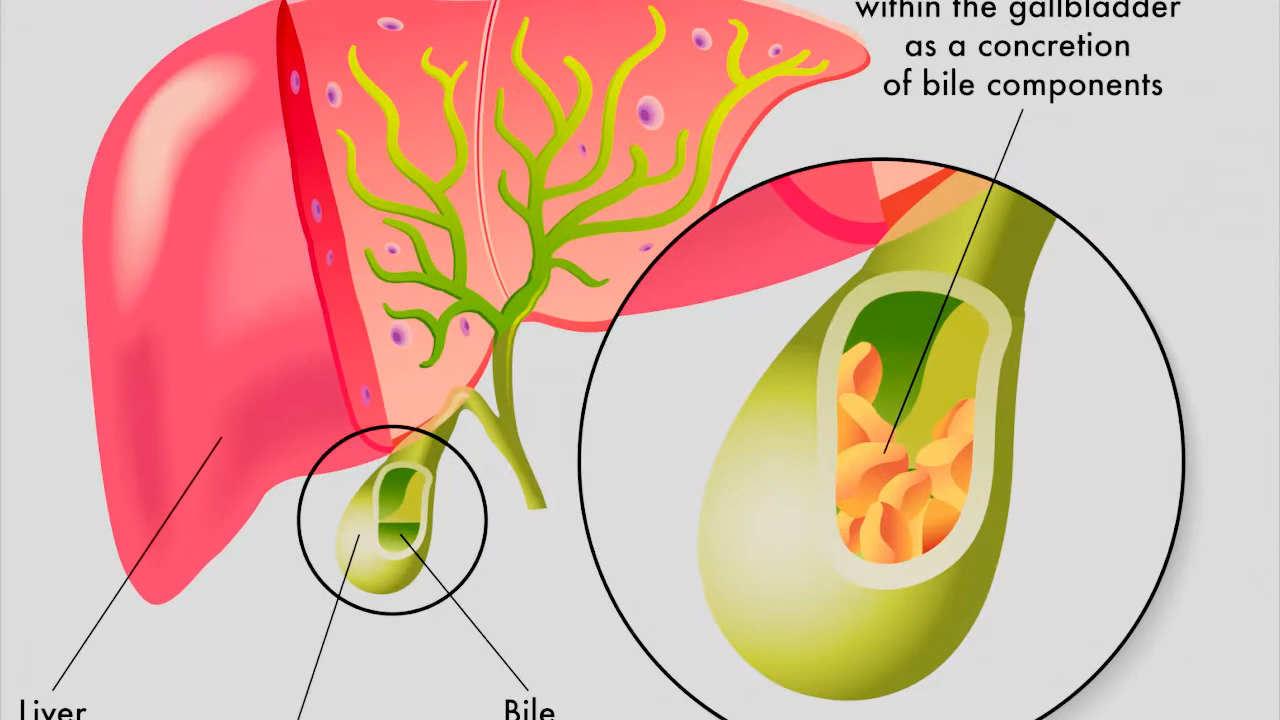 within the gallbladder
as a concretion
of bile components
Liver
Bile